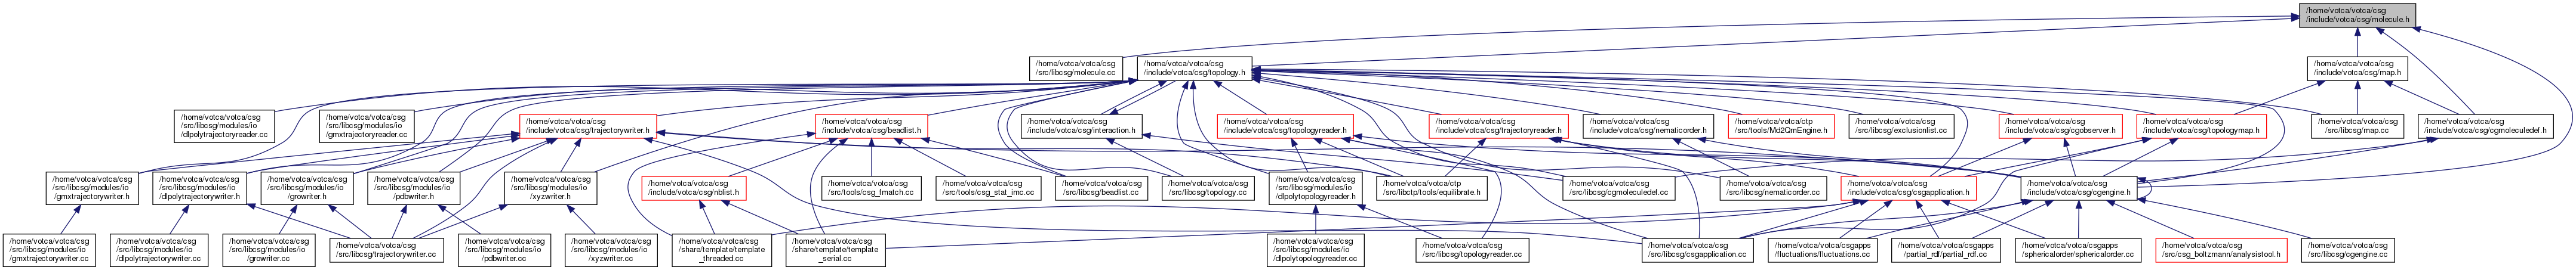 /home/votca/votca/csg
/include/votca/csg/molecule.h
/home/votca/votca/csg
/src/libcsg/molecule.cc
/home/votca/votca/csg
/include/votca/csg/topology.h
/home/votca/votca/csg
/include/votca/csg/map.h
/home/votca/votca/csg
/src/libcsg/modules/io
/dlpolytrajectoryreader.cc
/home/votca/votca/csg
/src/libcsg/modules/io
/gmxtrajectoryreader.cc
/home/votca/votca/csg
/include/votca/csg/trajectorywriter.h
/home/votca/votca/csg
/include/votca/csg/beadlist.h
/home/votca/votca/csg
/include/votca/csg/interaction.h
/home/votca/votca/csg
/include/votca/csg/topologyreader.h
/home/votca/votca/csg
/include/votca/csg/trajectoryreader.h
/home/votca/votca/csg
/include/votca/csg/nematicorder.h
/home/votca/votca/ctp
/src/tools/Md2QmEngine.h
/home/votca/votca/csg
/src/libcsg/exclusionlist.cc
/home/votca/votca/csg
/include/votca/csg/cgobserver.h
/home/votca/votca/csg
/include/votca/csg/topologymap.h
/home/votca/votca/csg
/src/libcsg/map.cc
/home/votca/votca/csg
/include/votca/csg/cgmoleculedef.h
/home/votca/votca/csg
/src/libcsg/modules/io
/gmxtrajectorywriter.h
/home/votca/votca/csg
/src/libcsg/modules/io
/dlpolytrajectorywriter.h
/home/votca/votca/csg
/src/libcsg/modules/io
/growriter.h
/home/votca/votca/csg
/src/libcsg/modules/io
/pdbwriter.h
/home/votca/votca/csg
/src/libcsg/modules/io
/xyzwriter.h
/home/votca/votca/csg
/include/votca/csg/nblist.h
/home/votca/votca/csg
/src/tools/csg_fmatch.cc
/home/votca/votca/csg
/src/tools/csg_stat_imc.cc
/home/votca/votca/csg
/src/libcsg/beadlist.cc
/home/votca/votca/csg
/src/libcsg/topology.cc
/home/votca/votca/csg
/src/libcsg/modules/io
/dlpolytopologyreader.h
/home/votca/votca/ctp
/src/libctp/tools/equilibrate.h
/home/votca/votca/csg
/src/libcsg/cgmoleculedef.cc
/home/votca/votca/csg
/src/libcsg/nematicorder.cc
/home/votca/votca/csg
/include/votca/csg/csgapplication.h
/home/votca/votca/csg
/include/votca/csg/cgengine.h
/home/votca/votca/csg
/src/libcsg/modules/io
/gmxtrajectorywriter.cc
/home/votca/votca/csg
/src/libcsg/modules/io
/dlpolytrajectorywriter.cc
/home/votca/votca/csg
/src/libcsg/modules/io
/growriter.cc
/home/votca/votca/csg
/src/libcsg/trajectorywriter.cc
/home/votca/votca/csg
/src/libcsg/modules/io
/pdbwriter.cc
/home/votca/votca/csg
/src/libcsg/modules/io
/xyzwriter.cc
/home/votca/votca/csg
/share/template/template
_threaded.cc
/home/votca/votca/csg
/share/template/template
_serial.cc
/home/votca/votca/csg
/src/libcsg/modules/io
/dlpolytopologyreader.cc
/home/votca/votca/csg
/src/libcsg/topologyreader.cc
/home/votca/votca/csg
/src/libcsg/csgapplication.cc
/home/votca/votca/csgapps
/fluctuations/fluctuations.cc
/home/votca/votca/csgapps
/partial_rdf/partial_rdf.cc
/home/votca/votca/csgapps
/sphericalorder/sphericalorder.cc
/home/votca/votca/csg
/src/csg_boltzmann/analysistool.h
/home/votca/votca/csg
/src/libcsg/cgengine.cc